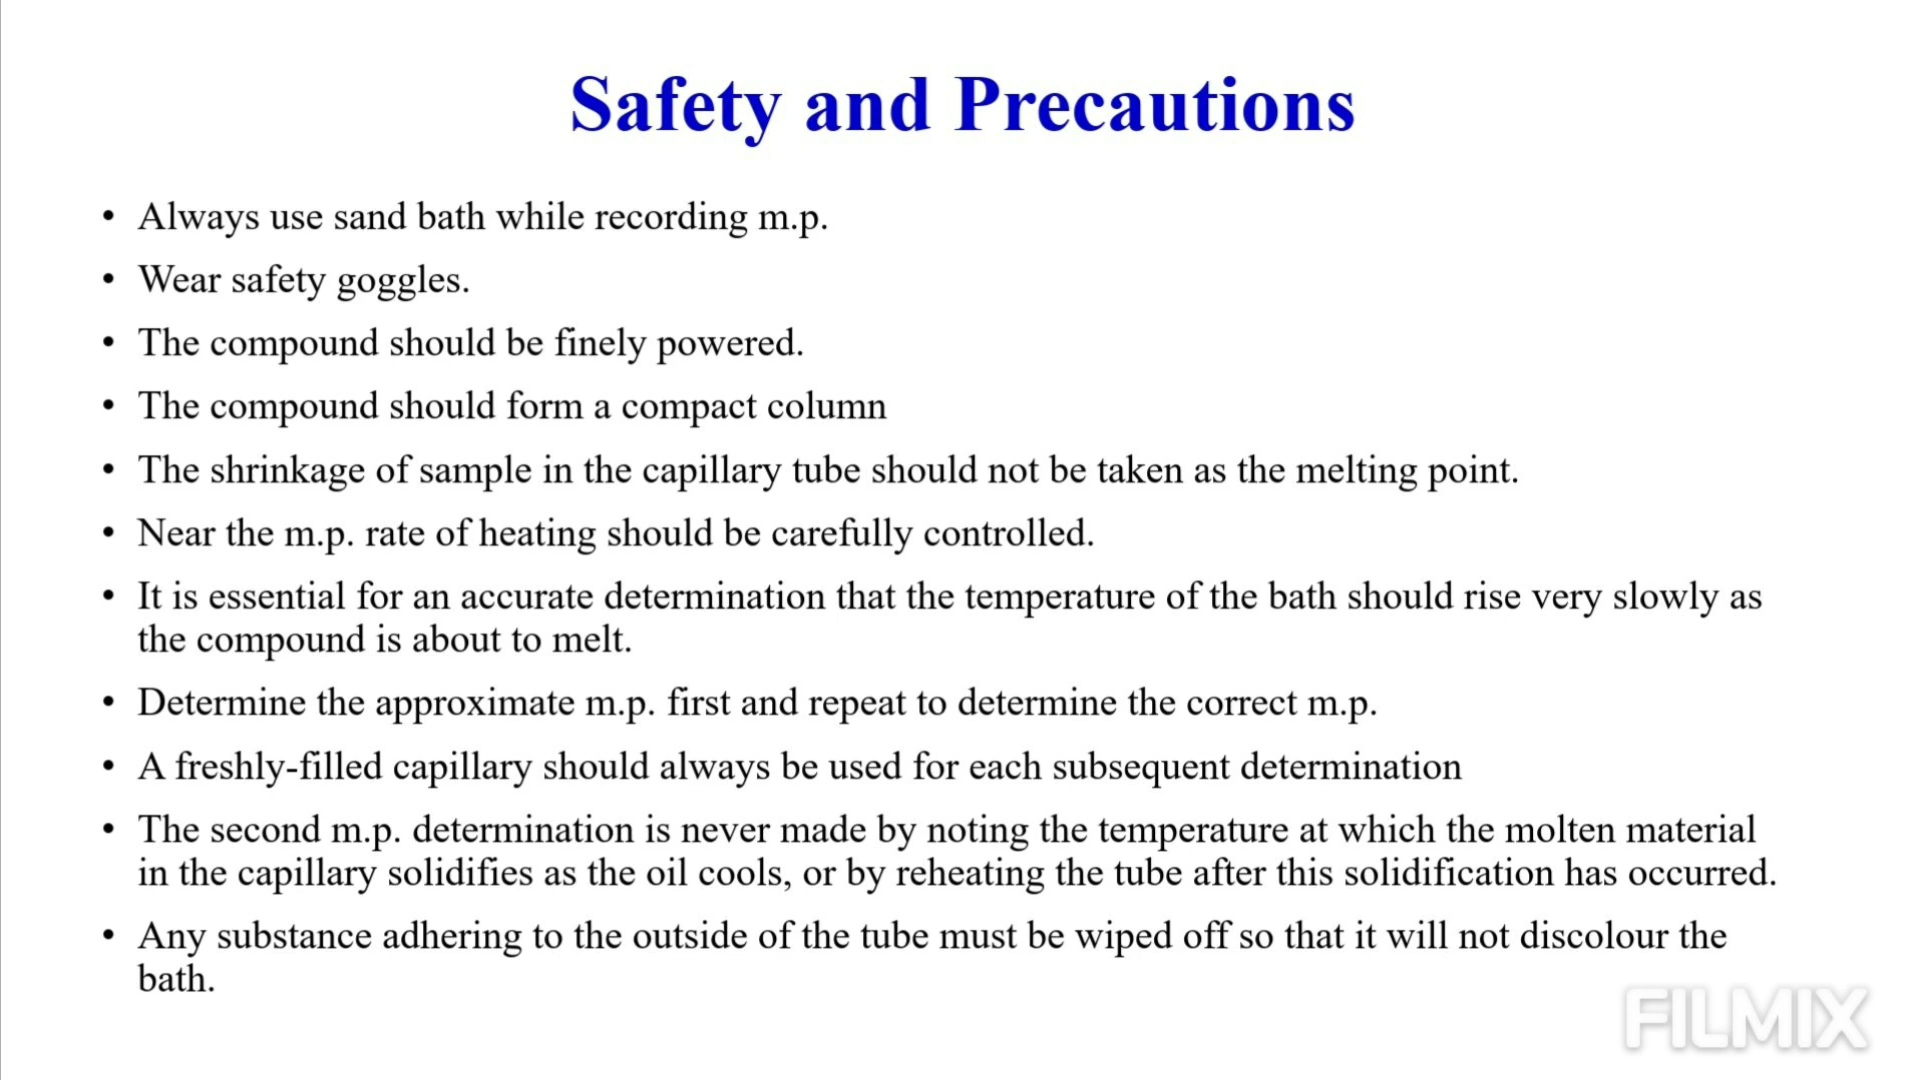 Safety and Precautions
• Always use sand bath while recording m.p.
• Wear safety goggles.
• The compound should be finely powered.
• The compound should form a compact column
• The shrinkage of sample in the capillary tube should not be taken as the melting point.
• Near the m.p. rate of heating should be carefully controlled.
• It is essential for an accurate determination that the temperature of the bath should rise very slowly as
the compound is about to melt.
• Determine the approximate m.p. first and repeat to determine the correct m.p.
• A freshly-filled capillary should always be used for each subsequent determination
• The second m.p. determination is never made by noting the temperature at which the molten material
in the capillary solidifies as the oil cools, or by reheating the tube after this solidification has occurred.
• Any substance adhering to the outside of the tube must be wiped off so that it will not discolour the
bath.
FILMIX